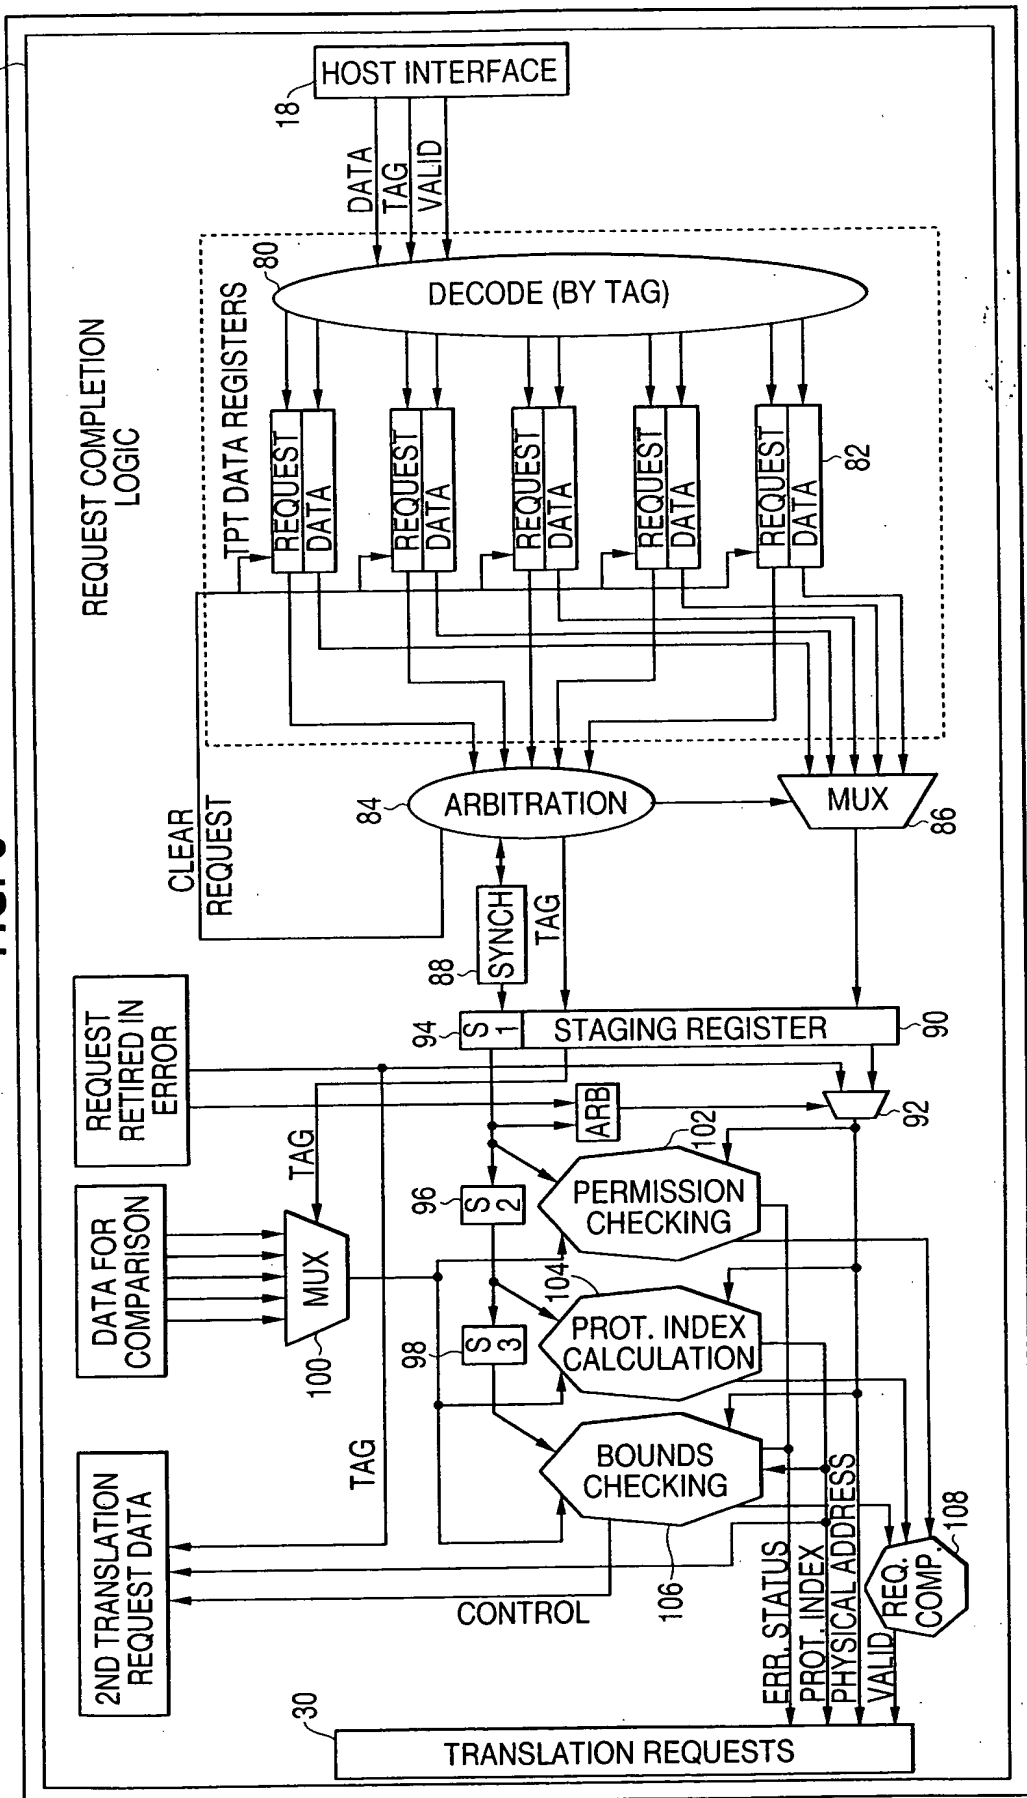 REQUEST COMPLETION
LOGIC
18
HOST INTERFACE
DATA
TAG
VALID
80
DECODE (BY TAG)
TPT DATA REGISTERS
REQUEST
DATA
REQUEST
DATA
REQUEST
DATA
REQUEST
DATA
REQUEST
DATA
82
CLEAR
REQUEST
84
ARBITRATION
MUX
86
88
SYNCH
TAG
94
S
1
STAGING REGISTER
90
REQUEST
RETIRED IN
ERROR
TAG
ARB
92
DATA FOR
COMPARISON
MUX
100
96
S
2
102
PERMISSION
CHECKING
98
S
3
104
PROT. INDEX
CALCULATION
2ND TRANSLATION
REQUEST DATA
TAG
BOUNDS
CHECKING
106
CONTROL
108
REQ.
COMP.
ERR. STATUS
PROT. INDEX
PHYSICAL ADDRESS
VALID
30
TRANSLATION REQUESTS